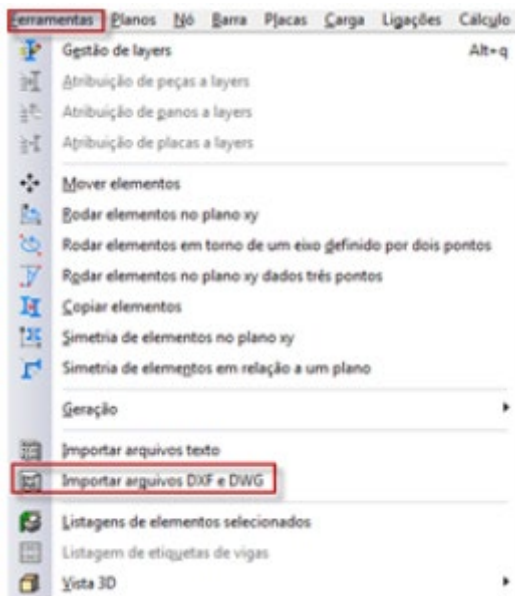 Ferramentas Planos Nó Barra Placas Carga Ligações Cálculo
Gestão de layers Alt+q
Atribuição de peças a layers
Atribuição de panos a layers
Atribuição de placas a layers
Mover elementos
Rodar elementos no plano xy
Rodar elementos em torno de um eixo definido por dois pontos
Rodar elementos no plano xy dados três pontos
Copiar elementos
Simetria de elementos no plano xy
Simetria de elementos em relação a um plano
Geração
Importar arquivos texto
Importar arquivos DXF e DWG
Listagens de elementos selecionados
Listagem de etiquetas de vigas
Vista 3D